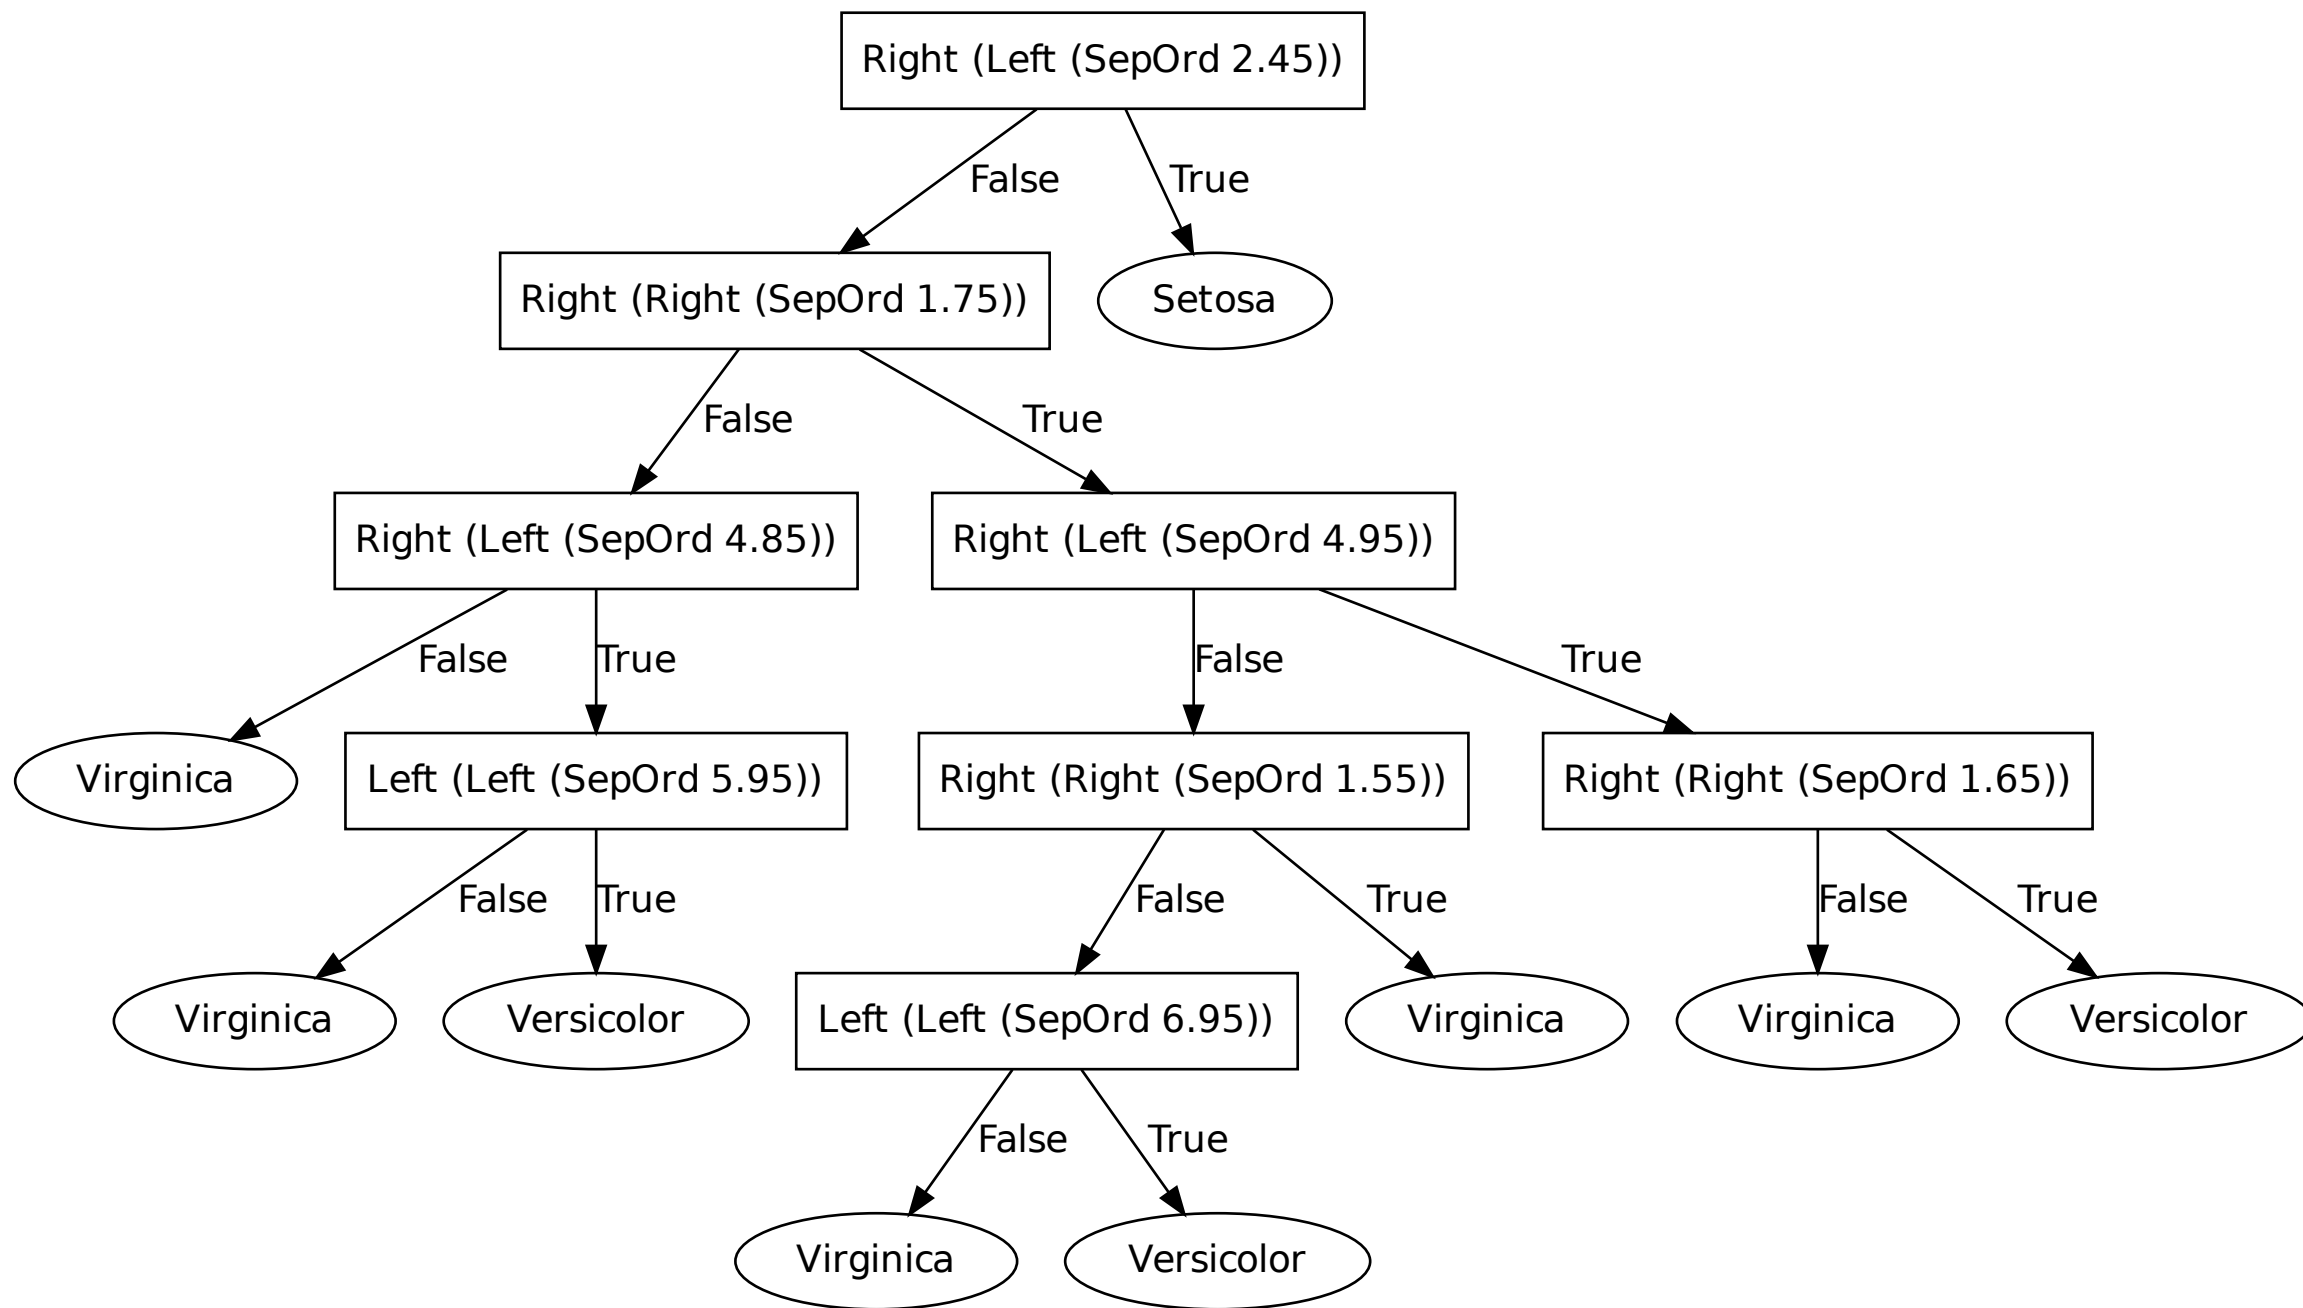 Right (Left (SepOrd 2.45))
False
True
Right (Right (SepOrd 1.75))
Setosa
False
True
Right (Left (SepOrd 4.85))
Right (Left (SepOrd 4.95))
False
True
False
True
Virginica
Left (Left (SepOrd 5.95))
Right (Right (SepOrd 1.55))
Right (Right (SepOrd 1.65))
False
True
False
True
False
True
Virginica
Versicolor
Left (Left (SepOrd 6.95))
Virginica
Virginica
Versicolor
False
True
Virginica
Versicolor